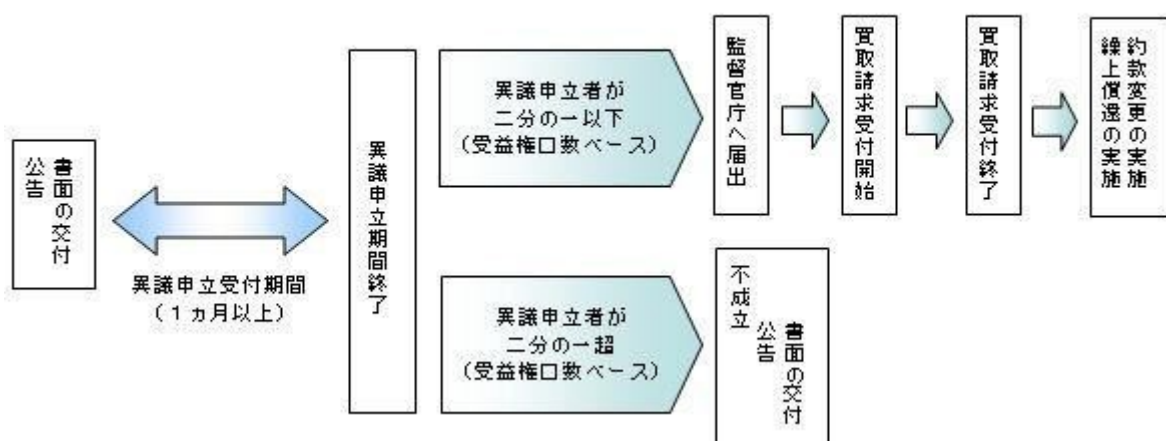 書面の交付
公告
異議申立受付期間
（１ヵ月以上）
異議申立期間終了
異議申立者が
二分の一以下
（受益権口数ベース）
監督官庁へ届出
買取請求受付開始
買取請求受付終了
約款変更の実施
繰上償還の実施
異議申立者が
二分の一超
（受益権口数ベース）
不成立
書面の交付
公告